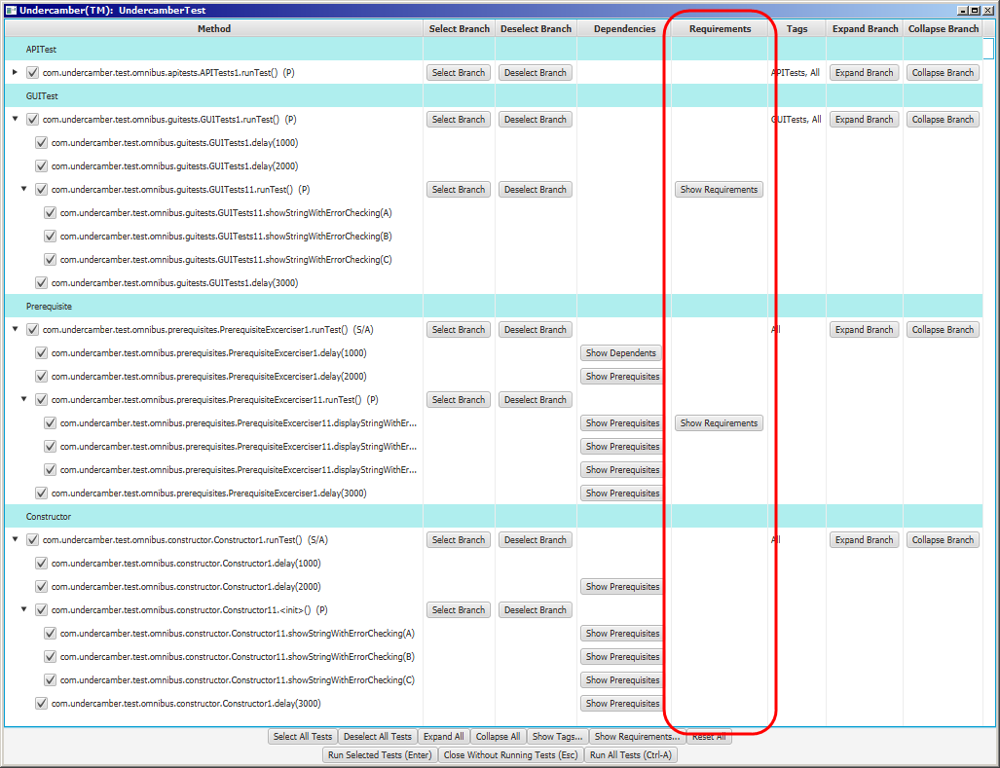 Undercamber(TM): UndercamberTest
Method Select Branch Deselect Branch Dependencies Requirements Tags Expand Branch Collapse Branch
APITest
com.undercamber.test.omnibus.apitests.APITests1.runTest() (P) Select Branch Deselect Branch APITests, All Expand Branch Collapse Branch
GUITest
com.undercamber.test.omnibus.guitests.GUITests1.runTest() (P) Select Branch Deselect Branch GUITests, All Expand Branch Collapse Branch
com.undercamber.test.omnibus.guitests.GUITests1.delay(1000)
com.undercamber.test.omnibus.guitests.GUITests1.delay(2000)
com.undercamber.test.omnibus.guitests.GUITests11.runTest() (P) Select Branch Deselect Branch Show Requirements
com.undercamber.test.omnibus.guitests.GUITests11.showStringWithErrorChecking(A)
com.undercamber.test.omnibus.guitests.GUITests11.showStringWithErrorChecking(B)
com.undercamber.test.omnibus.guitests.GUITests11.showStringWithErrorChecking(C)
com.undercamber.test.omnibus.guitests.GUITests1.delay(3000)
Prerequisite
com.undercamber.test.omnibus.prerequisites.PrerequisiteExcerciser1.runTest() (S/A) Select Branch Deselect Branch All Expand Branch Collapse Branch
com.undercamber.test.omnibus.prerequisites.PrerequisiteExcerciser1.delay(1000) Show Dependents
com.undercamber.test.omnibus.prerequisites.PrerequisiteExcerciser1.delay(2000) Show Prerequisites
com.undercamber.test.omnibus.prerequisites.PrerequisiteExcerciser11.runTest() (P) Select Branch Deselect Branch
com.undercamber.test.omnibus.prerequisites.PrerequisiteExcerciser11.displayStringWithEr... Show Prerequisites Show Requirements
com.undercamber.test.omnibus.prerequisites.PrerequisiteExcerciser11.displayStringWithEr... Show Prerequisites
com.undercamber.test.omnibus.prerequisites.PrerequisiteExcerciser11.displayStringWithEr... Show Prerequisites
com.undercamber.test.omnibus.prerequisites.PrerequisiteExcerciser1.delay(3000) Show Prerequisites
Constructor
com.undercamber.test.omnibus.constructor.Constructor1.runTest() (S/A) Select Branch Deselect Branch All Expand Branch Collapse Branch
com.undercamber.test.omnibus.constructor.Constructor1.delay(1000)
com.undercamber.test.omnibus.constructor.Constructor1.delay(2000) Show Prerequisites
com.undercamber.test.omnibus.constructor.Constructor11.<init>() (P) Select Branch Deselect Branch
com.undercamber.test.omnibus.constructor.Constructor11.showStringWithErrorChecking(A) Show Prerequisites
com.undercamber.test.omnibus.constructor.Constructor11.showStringWithErrorChecking(B) Show Prerequisites
com.undercamber.test.omnibus.constructor.Constructor11.showStringWithErrorChecking(C) Show Prerequisites
com.undercamber.test.omnibus.constructor.Constructor1.delay(3000) Show Prerequisites
Select All Tests Deselect All Tests Expand All Collapse All Show Tags... Show Requirements... Reset All
Run Selected Tests (Enter) Close Without Running Tests (Esc) Run All Tests (Ctrl-A)